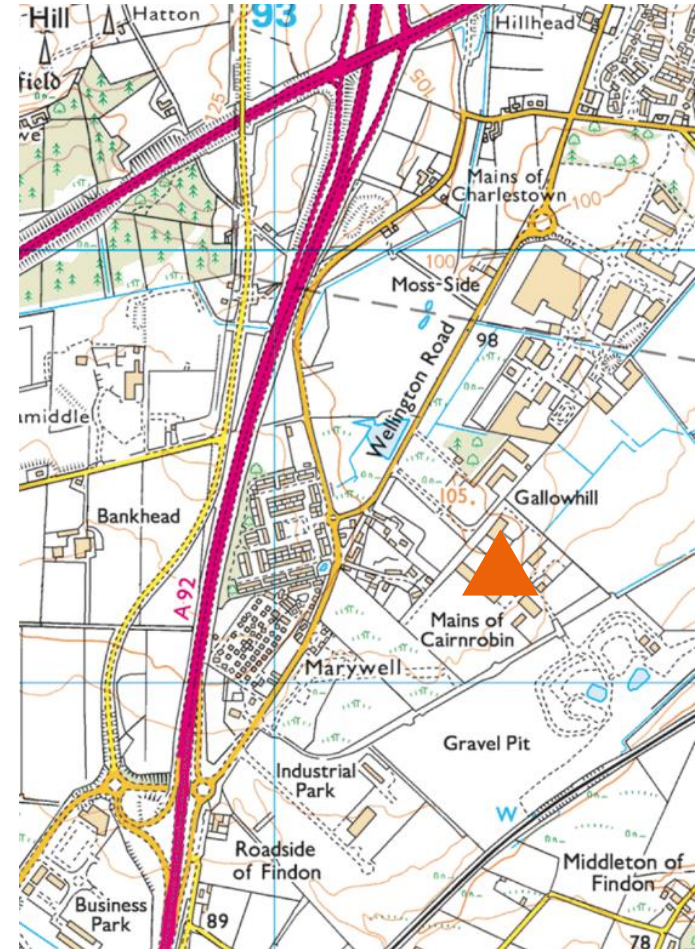 Hill
Hatton
93
Hillhead
field
125
105
Mains of
Charlestown
100
100
Moss-Side
98
Wellington Road
amiddle
105.
Gallowhill
Bankhead
A 92
Mains of
Cairnrobin
Marywell
Gravel Pit
Industrial
Park
W
Roadside
of Findon
Middleton of
Findon
Business
Park
89
78